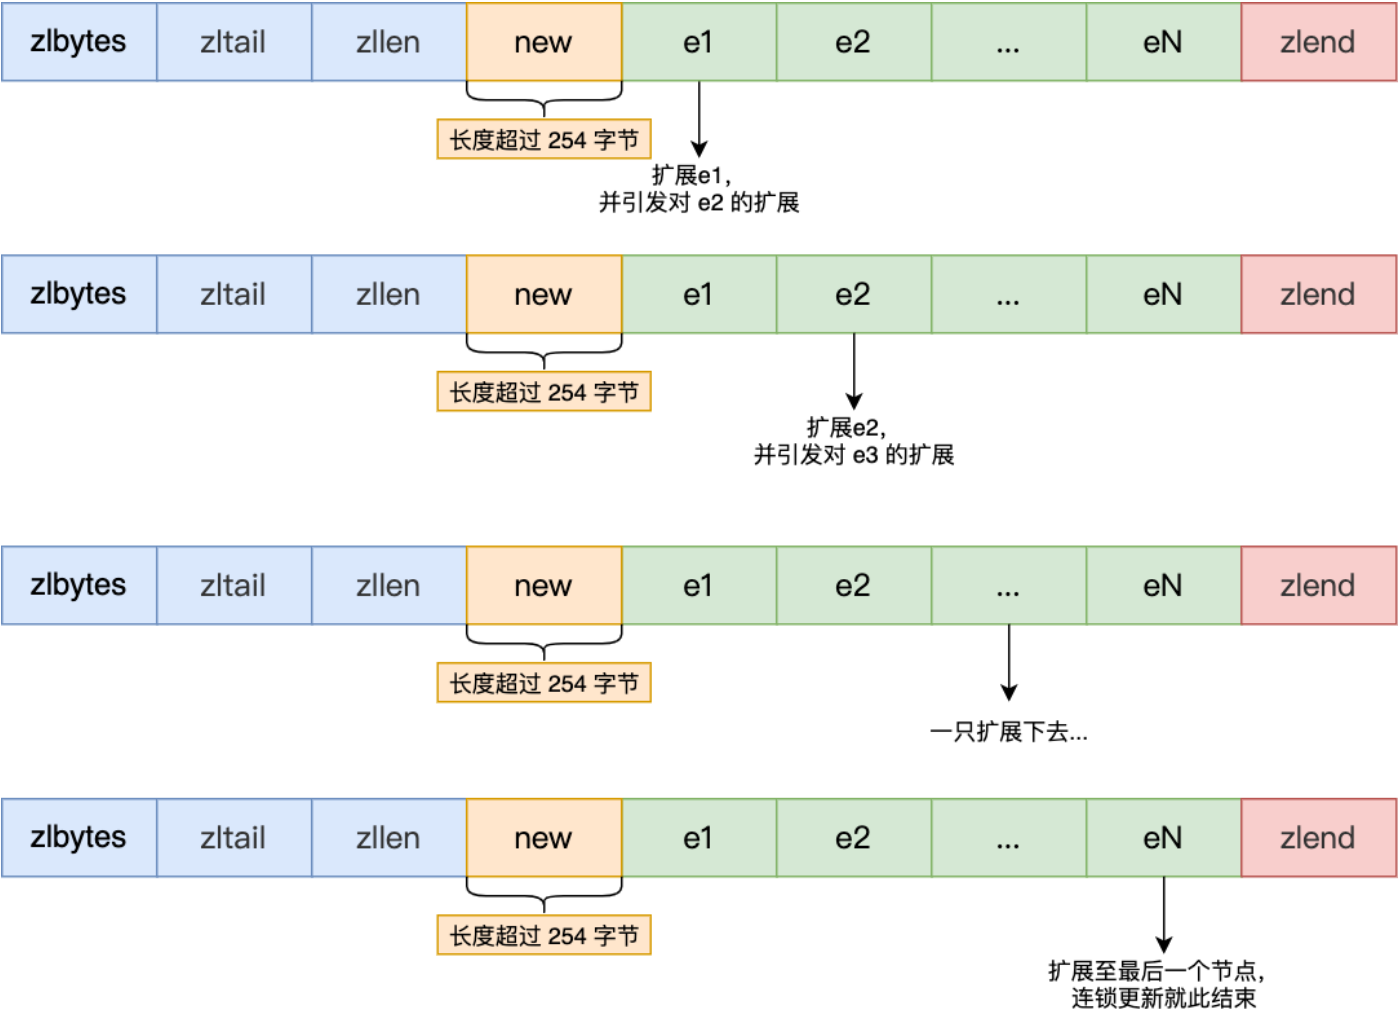 zlbytes zltail zllen new e1 e2 ... eN zlend
长度超过 254 字节
扩展e1，
并引发对 e2 的扩展
zlbytes zltail zllen new e1 e2 ... eN zlend
长度超过 254 字节
扩展e2，
并引发对 e3 的扩展
zlbytes zltail zllen new e1 e2 ... eN zlend
长度超过 254 字节
一只扩展下去...
zlbytes zltail zllen new e1 e2 ... eN zlend
长度超过 254 字节
扩展至最后一个节点，
连锁更新就此结束